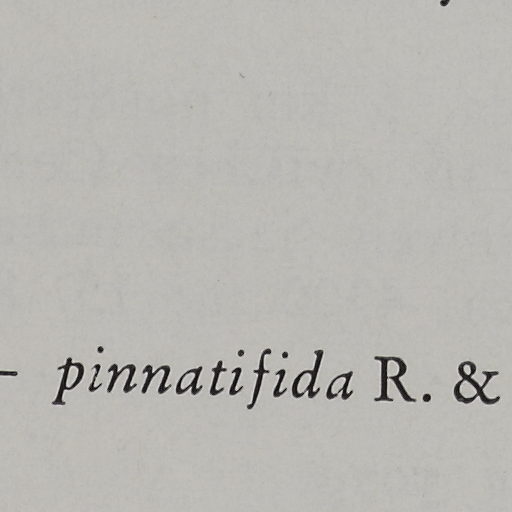 – pinnatifida R. &